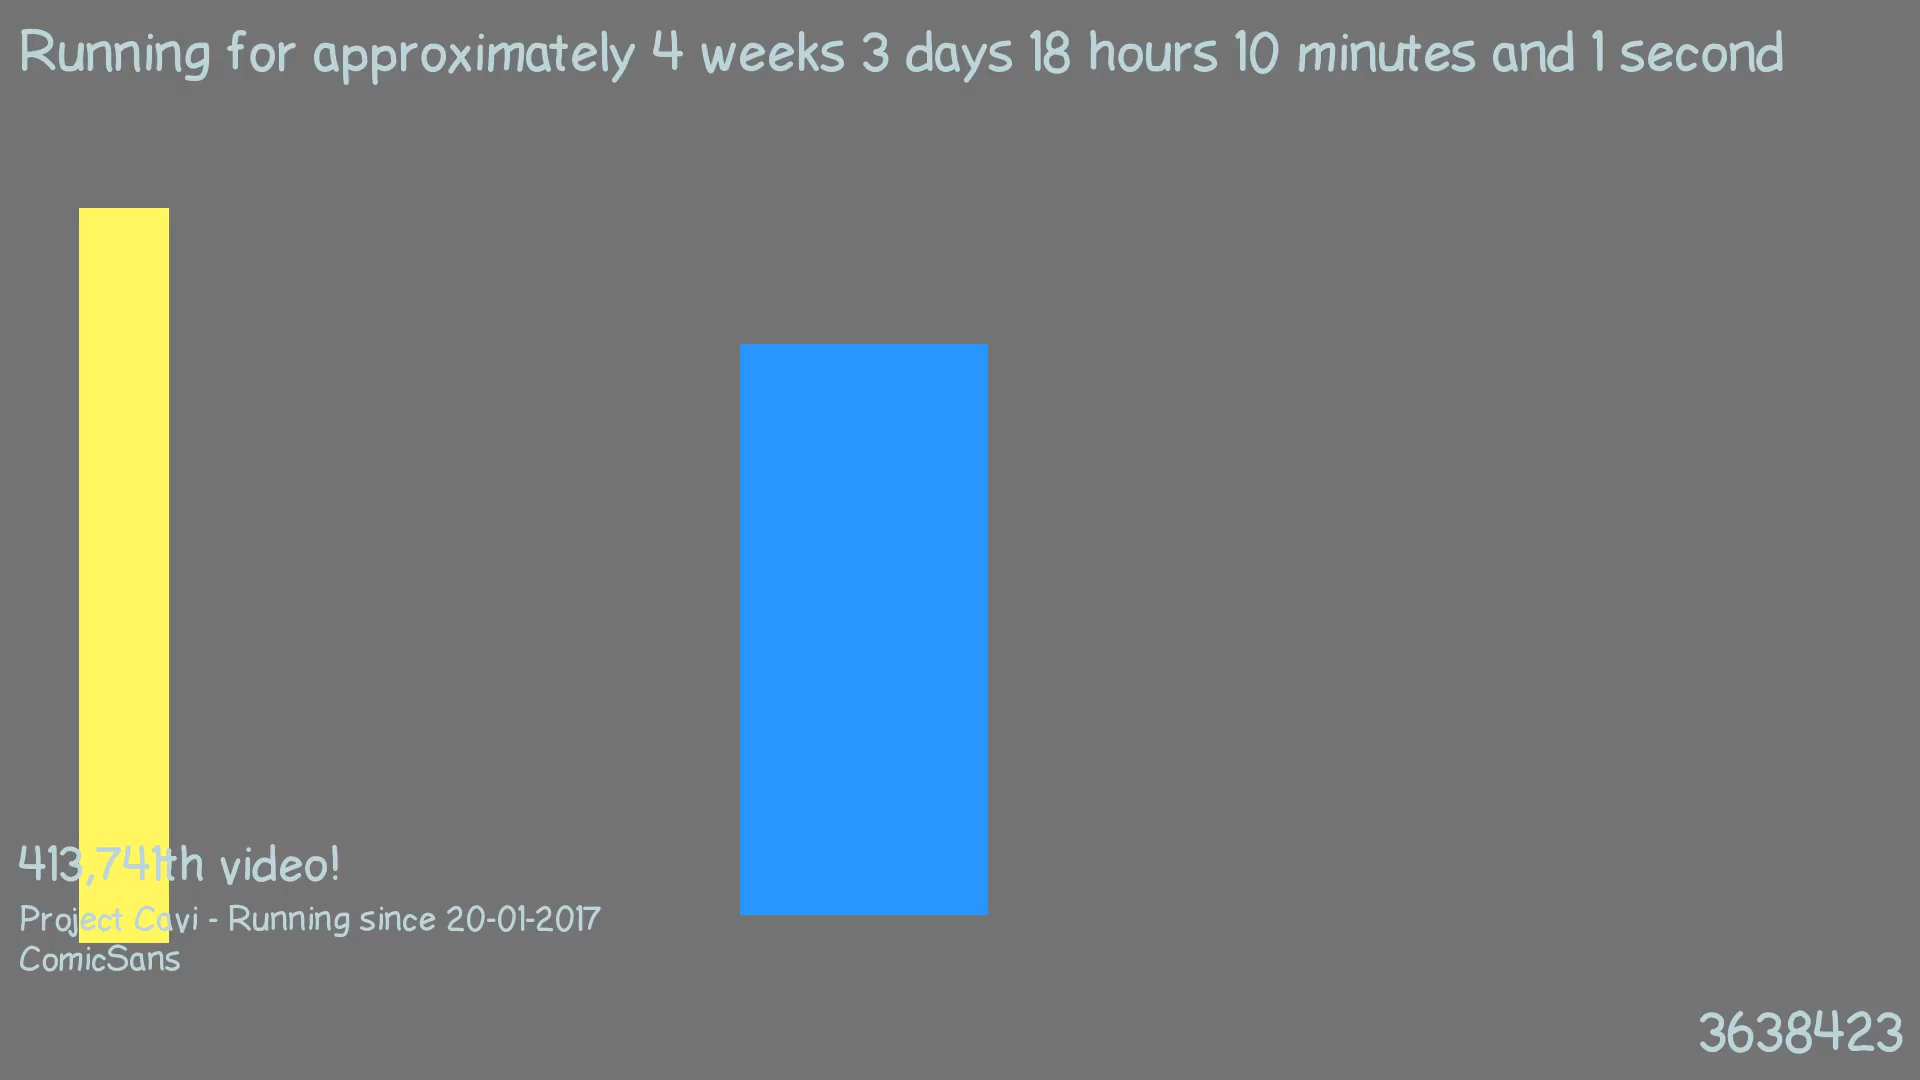 Running for approximately 4 weeks 3 days 18 hours 10 minutes and 1 second
413,741th video!
Project Cavi - Running since 20-01-2017
ComicSans
3638423